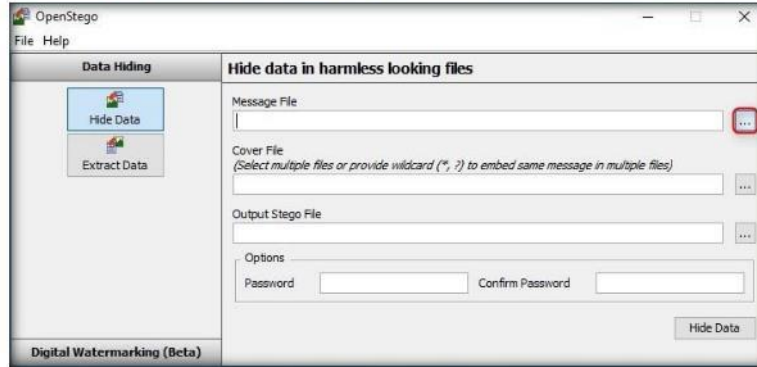 OpenStego
File Help
Data Hiding
Hide Data
Extract Data
Digital Watermarking (Beta)
Hide data in harmless looking files
Message File
...
Cover File
(Select multiple files or provide wildcard (*, ?) to embed same message in multiple files)
...
Output Stego File
...
Options
Password Confirm Password
Hide Data